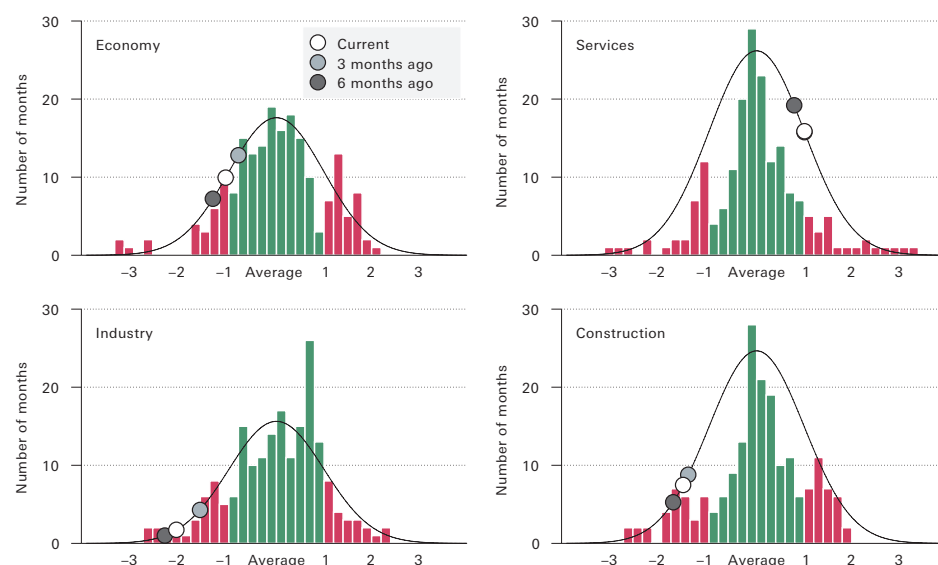 Economy
Current
3 months ago
6 months ago
Number of months
30
20
10
0
−3 −2 −1 Average 1 2 3
Services
Number of months
30
20
10
0
−3 −2 −1 Average 1 2 3
Industry
Number of months
30
20
10
0
−3 −2 −1 Average 1 2 3
Construction
Number of months
30
20
10
0
−3 −2 −1 Average 1 2 3